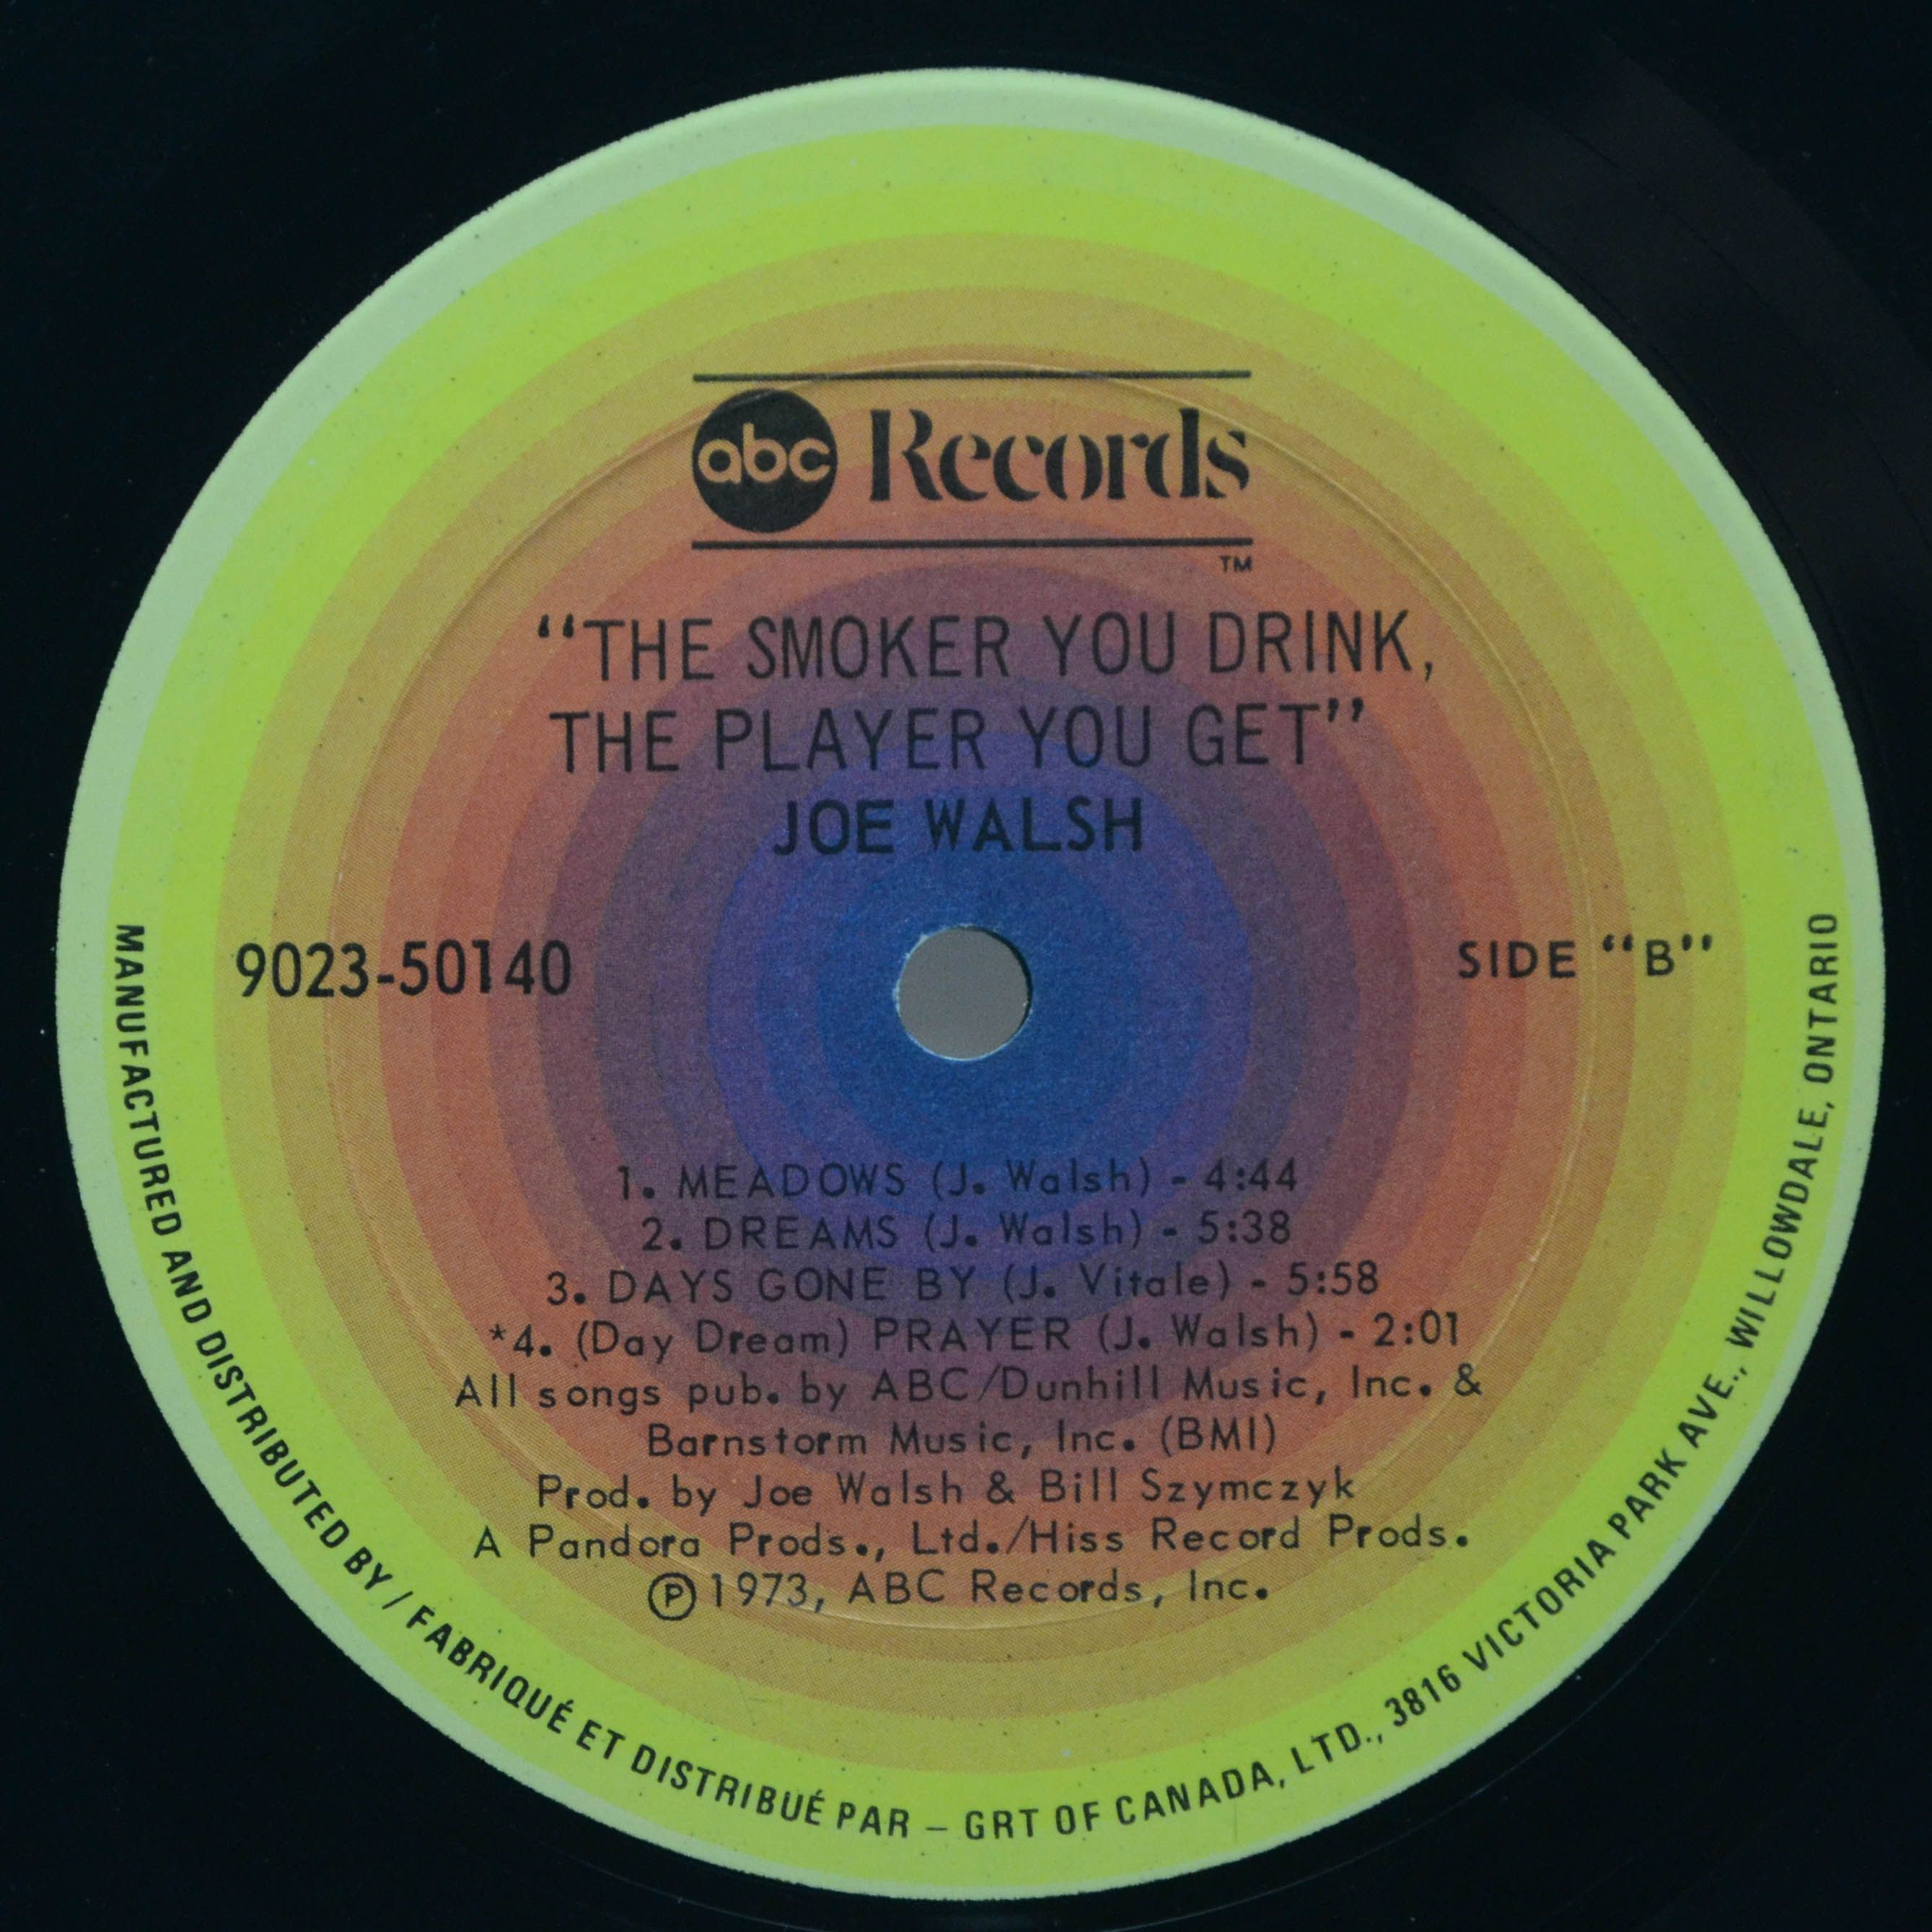 abc Records
TM
“THE SMOKER YOU DRINK,
THE PLAYER YOU GET”
JOE WALSH
9023-50140
SIDE “B”
1. MEADOWS (J. Walsh) - 4:44
2. DREAMS (J. Walsh) - 5:38
3. DAYS GONE BY (J. Vitale) - 5:58
*4. (Day Dream) PRAYER (J. Walsh) - 2:01
All songs pub. by ABC/Dunhill Music, Inc. &
Barnstorm Music, Inc. (BMI)
Prod. by Joe Walsh & Bill Szymczyk
A Pandora Prods., Ltd./Hiss Record Prods.
Ⓟ 1973, ABC Records, Inc.
MANUFACTURED AND DISTRIBUTED BY / FABRIQUÉ ET DISTRIBUÉ PAR – GRT OF CANADA, LTD., 3816 VICTORIA PARK AVE., WILLOWDALE, ONTARIO